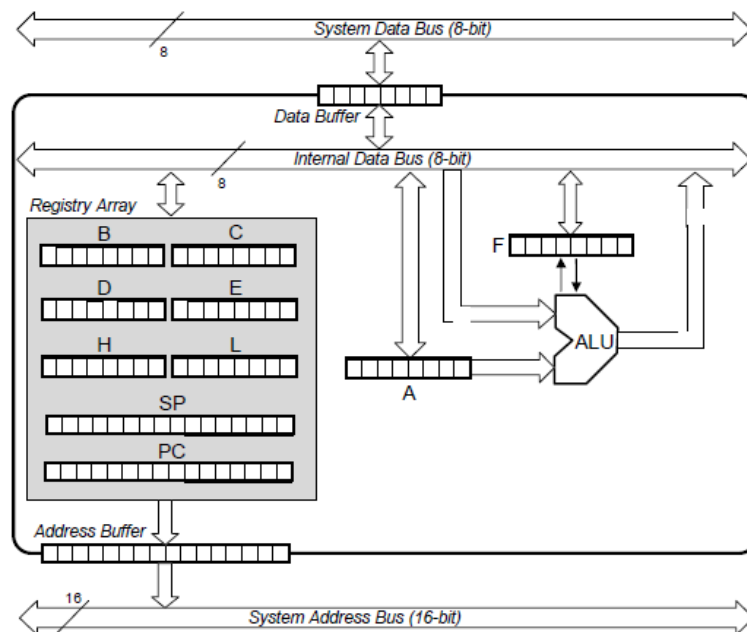 System Data Bus (8-bit)
8
Data Buffer
Internal Data Bus (8-bit)
8
Registry Array
B C
F
D E
ALU
H L
A
SP
PC
Address Buffer
16
System Address Bus (16-bit)